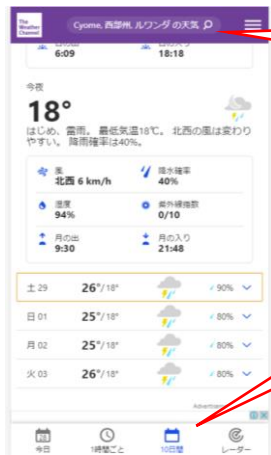 The
Weather
Channel
Cyome, 西部州, ルワンダ の天気
6:09
18:18
今夜
18°
はじめ、雷雨。 最低気温18℃。 北西の風は変わり
やすい。 降雨確率は40%。
風
北西 6 km/h
降水確率
40%
湿度
94%
紫外線指数
0/10
月の出
9:30
月の入り
21:48
土 29
26°/18°
90%
日 01
25°/18°
80%
月 02
25°/18°
80%
火 03
26°/18°
80%
Advertisement
今日
1時間ごと
10日間
レーダー